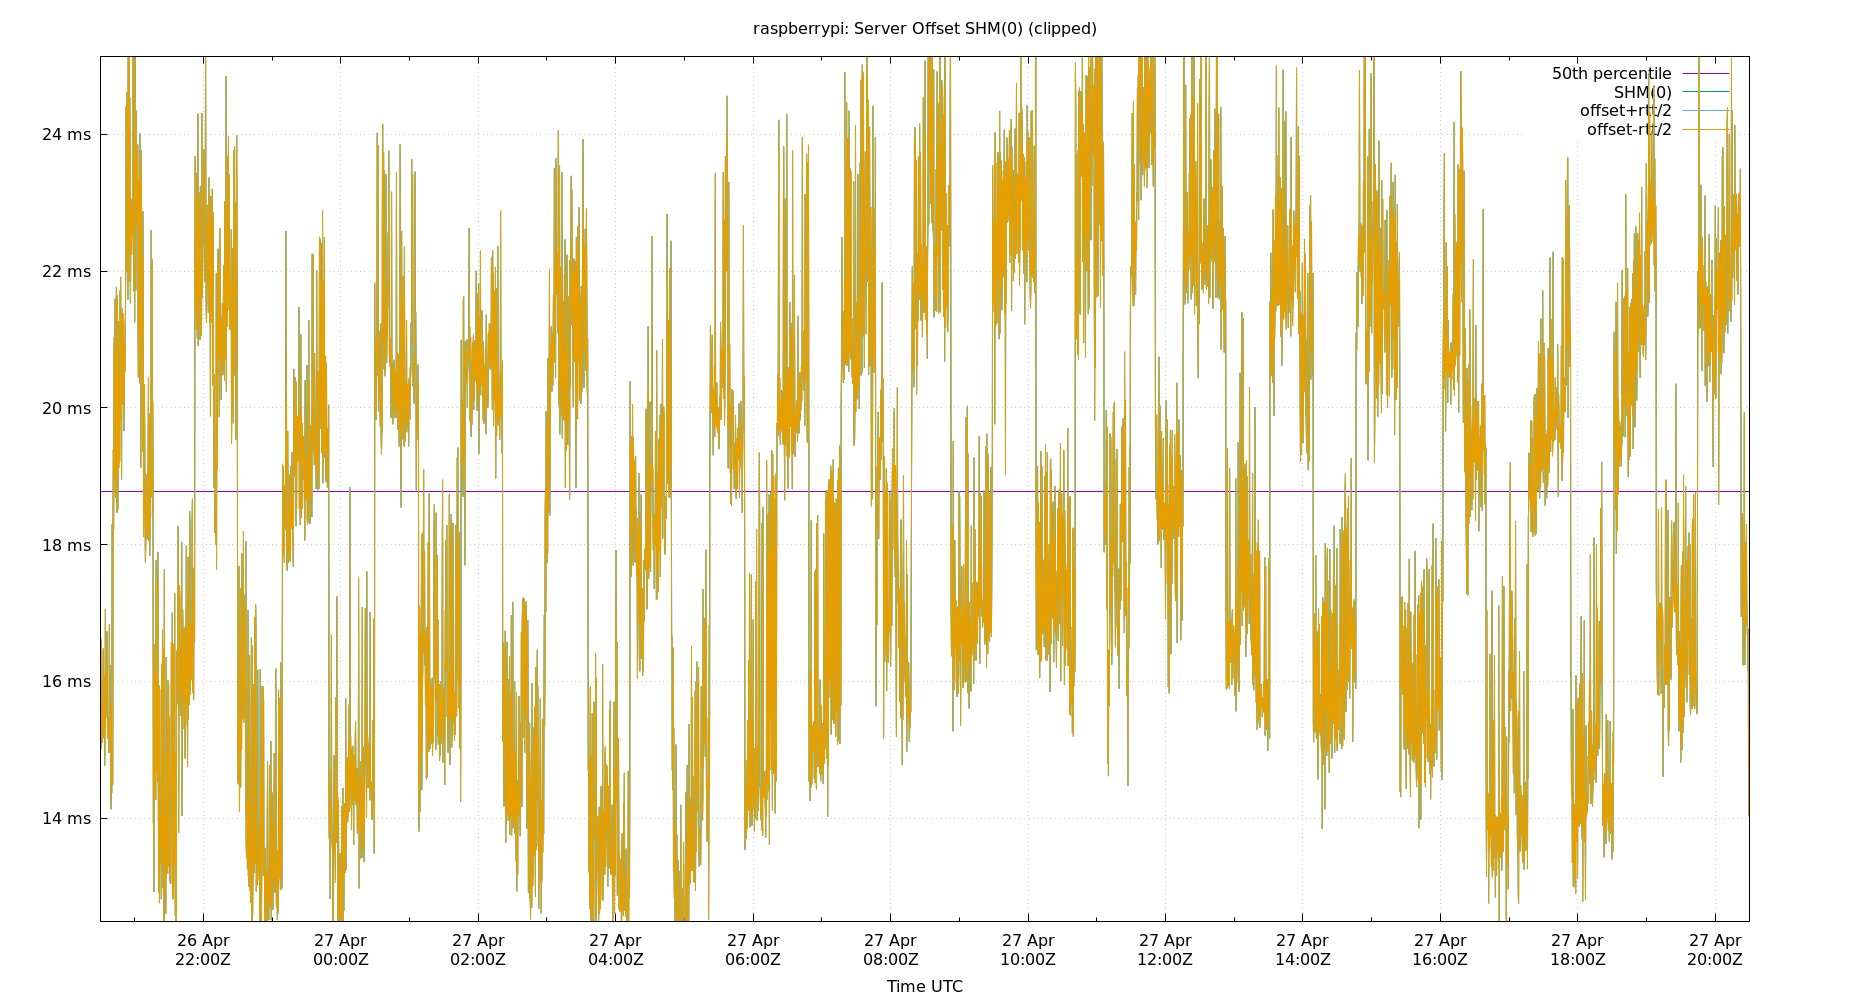 raspberrypi: Server Offset SHM(0) (clipped)
50th percentile
SHM(0)
offset+rtt/2
offset-rtt/2
24 ms
22 ms
20 ms
18 ms
16 ms
14 ms
26 Apr 27 Apr 27 Apr 27 Apr 27 Apr 27 Apr 27 Apr 27 Apr 27 Apr 27 Apr 27 Apr 27 Apr
22:00Z 00:00Z 02:00Z 04:00Z 06:00Z 08:00Z 10:00Z 12:00Z 14:00Z 16:00Z 18:00Z 20:00Z
Time UTC